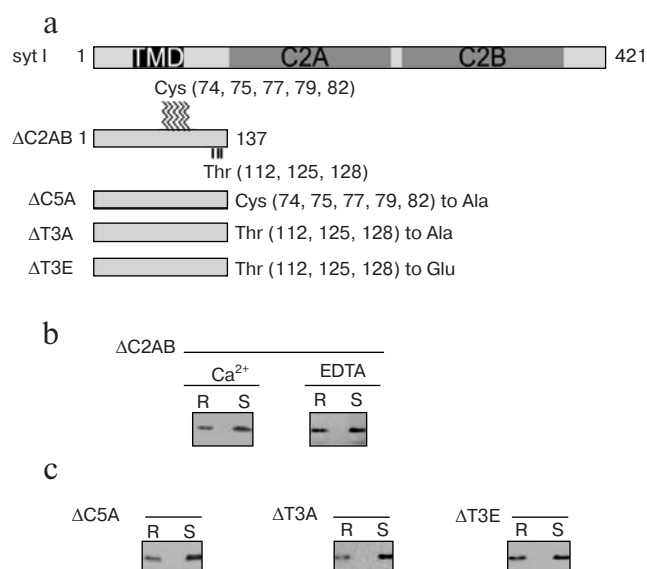 a
syt I 1 TMD C2A C2B 421
Cys (74, 75, 77, 79, 82)
ΔC2AB 1 137
Thr (112, 125, 128)
ΔC5A Cys (74, 75, 77, 79, 82) to Ala
ΔT3A Thr (112, 125, 128) to Ala
ΔT3E Thr (112, 125, 128) to Glu
b
ΔC2AB
Ca²⁺ EDTA
R S R S
c
ΔC5A ΔT3A ΔT3E
R S R S R S